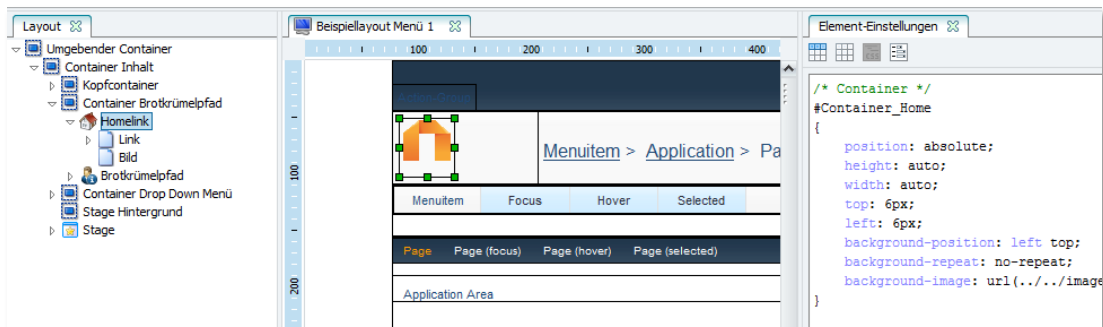 Layout
Umgebender Container
Container Inhalt
Kopfcontainer
Container Brotkrümelpfad
Homelink
Link
Bild
Brotkrümelpfad
Container Drop Down Menü
Stage Hintergrund
Stage
Beispiellayout Menü 1
100 200 300 400
100
200
Menuitem > Application > Pa
Menuitem Focus Hover Selected
Page Page (focus) Page (hover) Page (selected)
Application Area
Element-Einstellungen
CSS
/* Container */
#Container_Home
{
position: absolute;
height: auto;
width: auto;
top: 6px;
left: 6px;
background-position: left top;
background-repeat: no-repeat;
background-image: url(../../image
}